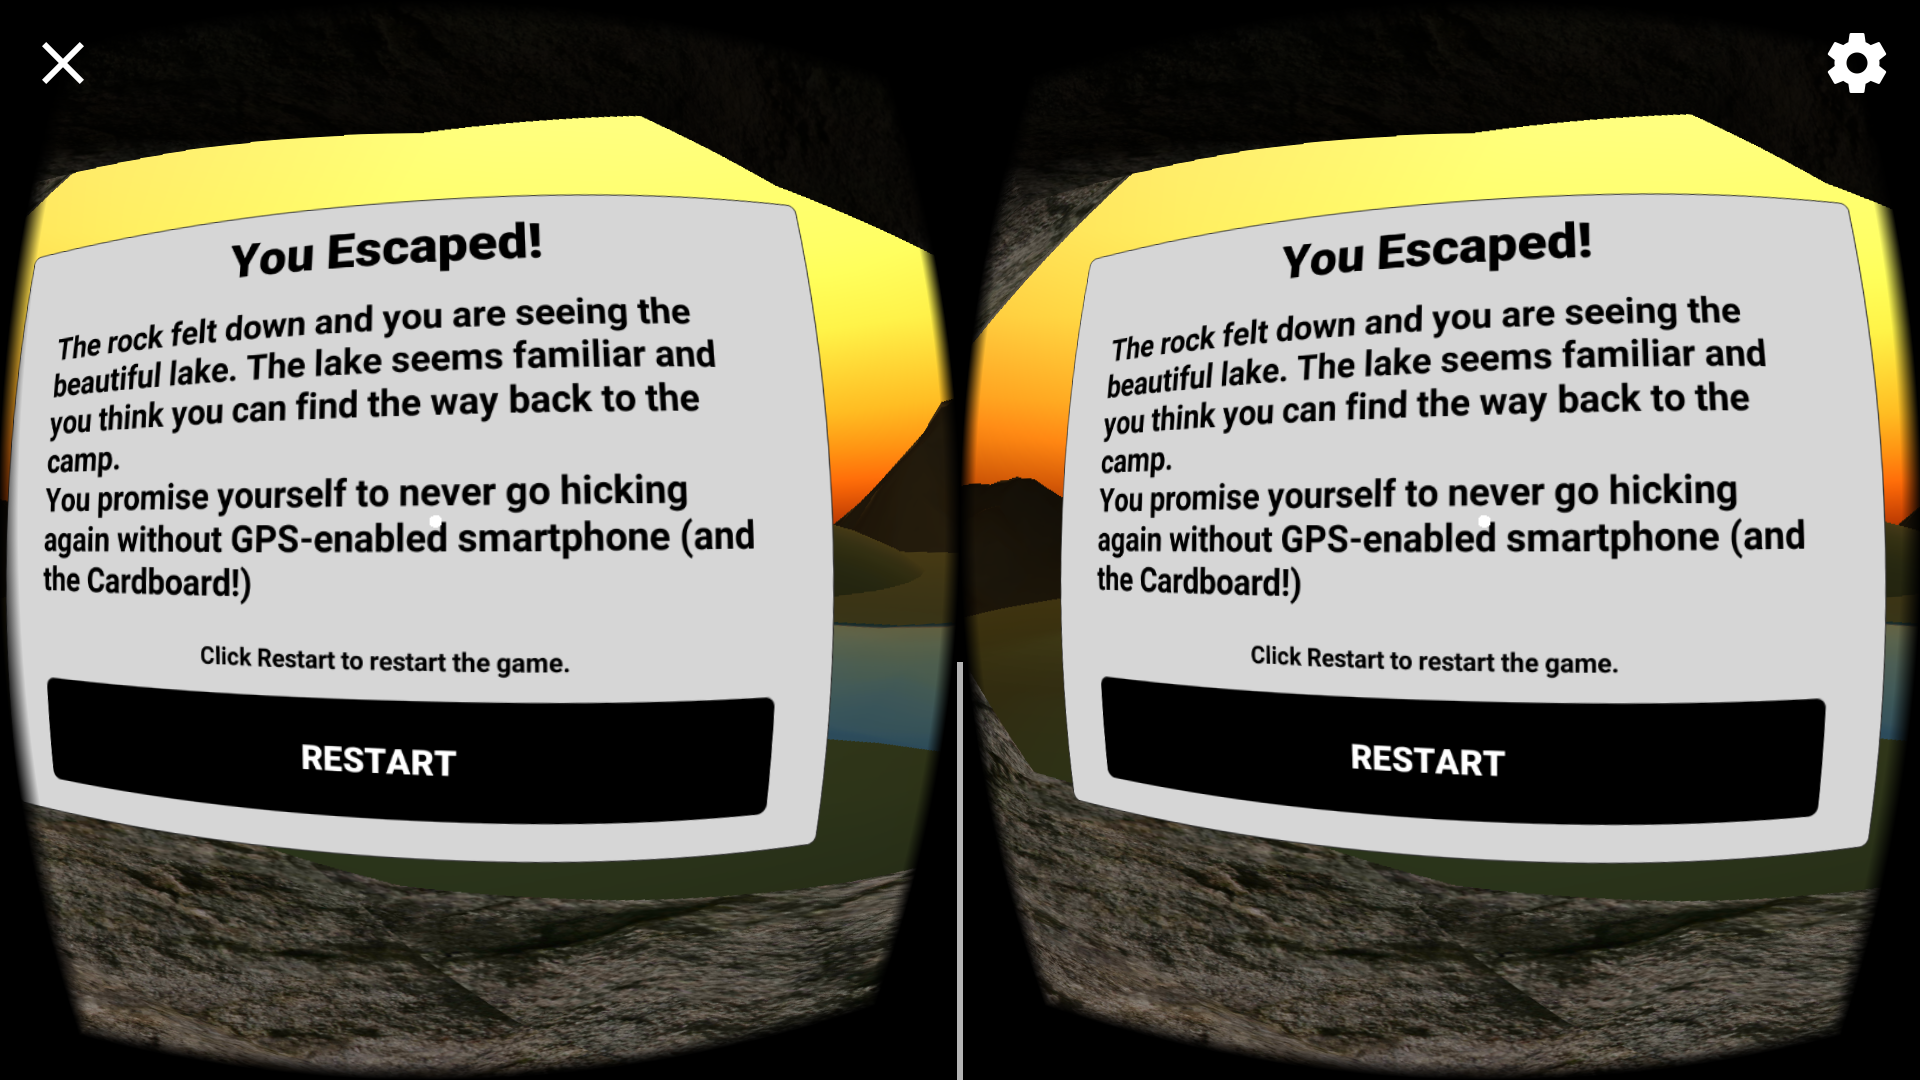 You Escaped!
The rock felt down and you are seeing the
beautiful lake. The lake seems familiar and
you think you can find the way back to the
camp.
You promise yourself to never go hicking
again without GPS-enabled smartphone (and
the Cardboard!)
Click Restart to restart the game.
RESTART
You Escaped!
The rock felt down and you are seeing the
beautiful lake. The lake seems familiar and
you think you can find the way back to the
camp.
You promise yourself to never go hicking
again without GPS-enabled smartphone (and
the Cardboard!)
Click Restart to restart the game.
RESTART